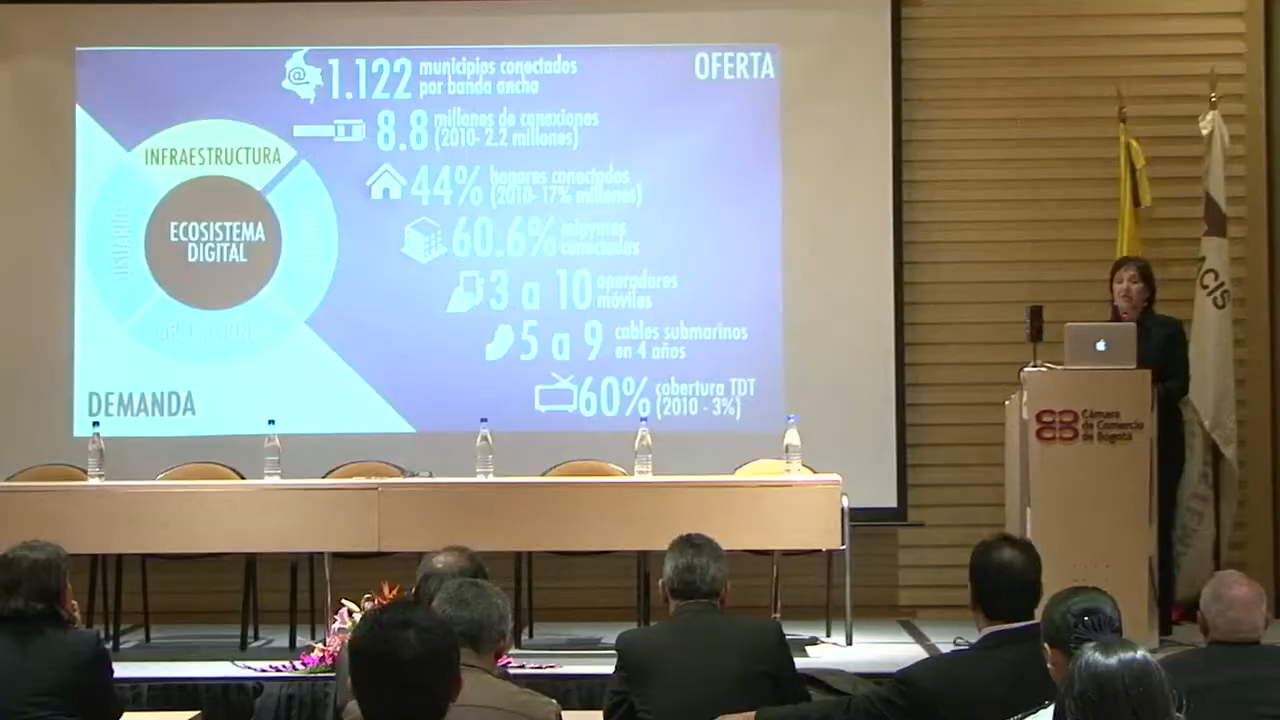 OFERTA
1.122 municipios conectados
por banda ancha
8.8 millones de conexiones
(2010- 2.2 millones)
44% hogares conectados
(2010- 17% millones)
60.6% mipymes
conectadas
3 a 10 operadores
móviles
5 a 9 cables submarinos
en 4 años
60% cobertura TDT
(2010 - 3%)
INFRAESTRUCTURA
USUARIOS
ECOSISTEMA
DIGITAL
APLICACIONES
DEMANDA
Cámara
de Comercio
de Bogotá